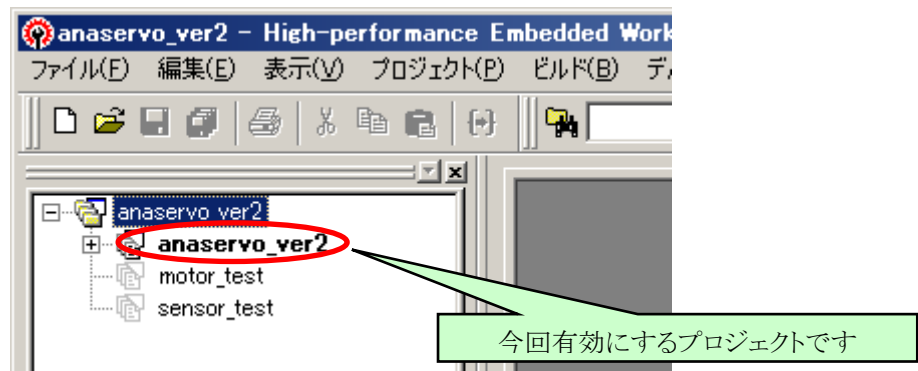 anaservo_ver2 - High-performance Embedded Work
ファイル(F) 編集(E) 表示(V) プロジェクト(P) ビルド(B) デ
anaservo_ver2
anaservo_ver2
motor_test
sensor_test
今回有効にするプロジェクトです